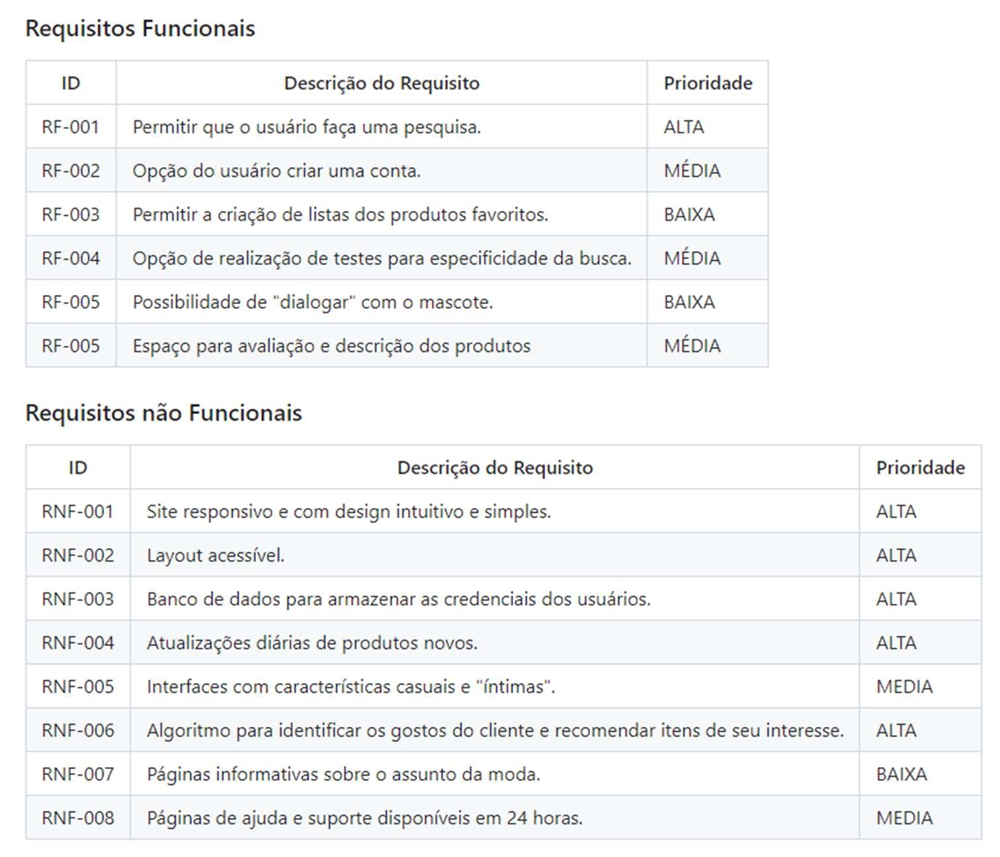 Requisitos Funcionais
ID Descrição do Requisito Prioridade
RF-001 Permitir que o usuário faça uma pesquisa. ALTA
RF-002 Opção do usuário criar uma conta. MÉDIA
RF-003 Permitir a criação de listas dos produtos favoritos. BAIXA
RF-004 Opção de realização de testes para especificidade da busca. MÉDIA
RF-005 Possibilidade de "dialogar" com o mascote. BAIXA
RF-005 Espaço para avaliação e descrição dos produtos MÉDIA
Requisitos não Funcionais
ID Descrição do Requisito Prioridade
RNF-001 Site responsivo e com design intuitivo e simples. ALTA
RNF-002 Layout acessível. ALTA
RNF-003 Banco de dados para armazenar as credenciais dos usuários. ALTA
RNF-004 Atualizações diárias de produtos novos. ALTA
RNF-005 Interfaces com características casuais e "íntimas". MEDIA
RNF-006 Algoritmo para identificar os gostos do cliente e recomendar itens de seu interesse. ALTA
RNF-007 Páginas informativas sobre o assunto da moda. BAIXA
RNF-008 Páginas de ajuda e suporte disponíveis em 24 horas. MEDIA